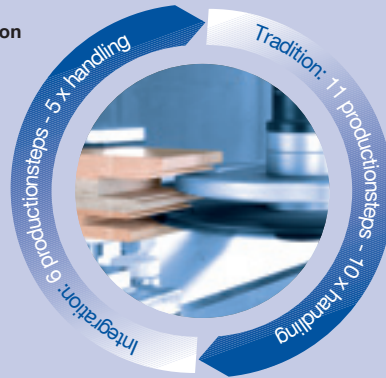 on
Tradition: 11 productionsteps - 10 x handling
Integration: 6 productionsteps - 5 x handling